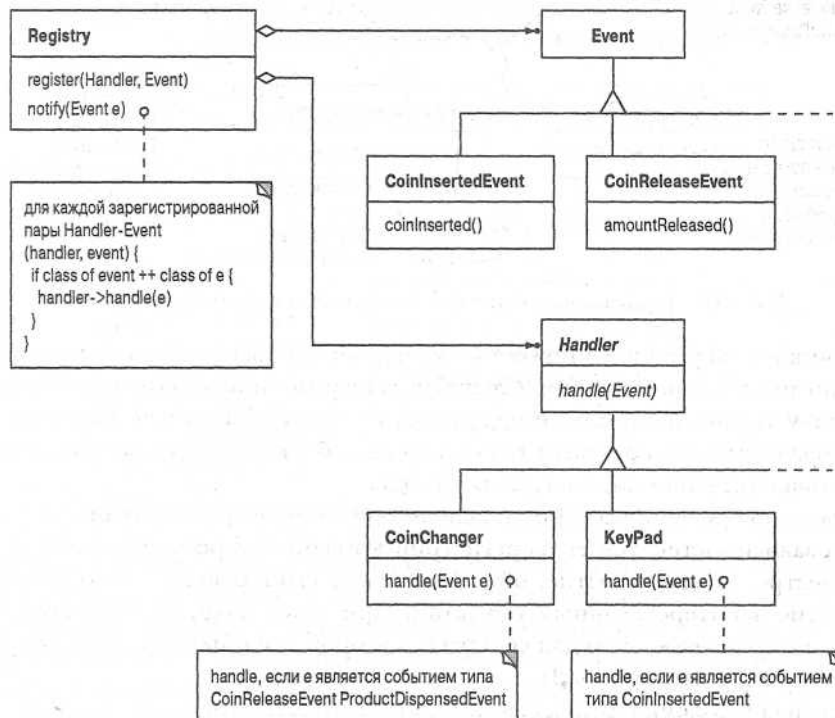 Registry
register(Handler, Event)
notify(Event e)
Event
CoinInsertedEvent
coinInserted()
CoinReleaseEvent
amountReleased()
для каждой зарегистрированной
пары Handler-Event
(handler, event) {
if class of event ++ class of e {
handler->handle(e)
}
}
Handler
handle(Event)
CoinChanger
handle(Event e)
KeyPad
handle(Event e)
handle, если e является событием типа
CoinReleaseEvent ProductDispensedEvent
handle, если e является событием
типа CoinInsertedEvent